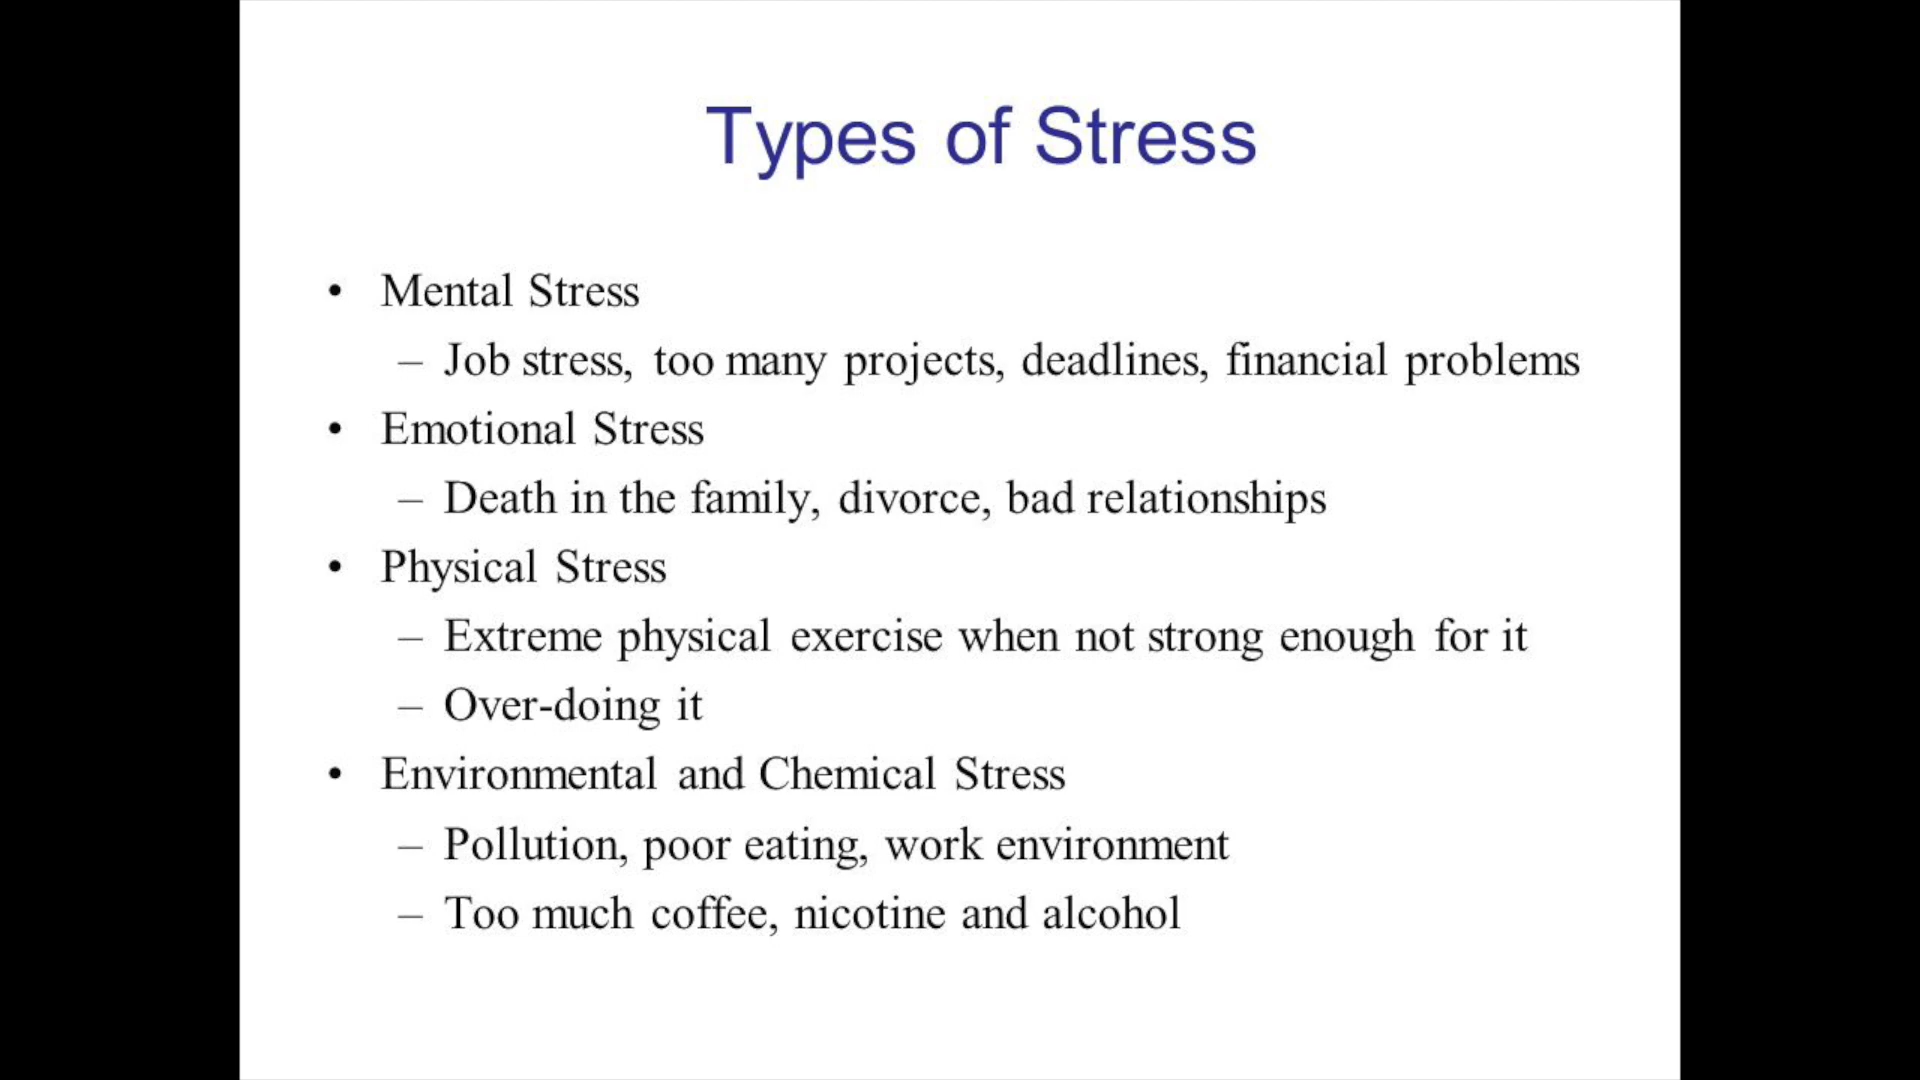 Types of Stress
• Mental Stress
– Job stress, too many projects, deadlines, financial problems
• Emotional Stress
– Death in the family, divorce, bad relationships
• Physical Stress
– Extreme physical exercise when not strong enough for it
– Over-doing it
• Environmental and Chemical Stress
– Pollution, poor eating, work environment
– Too much coffee, nicotine and alcohol